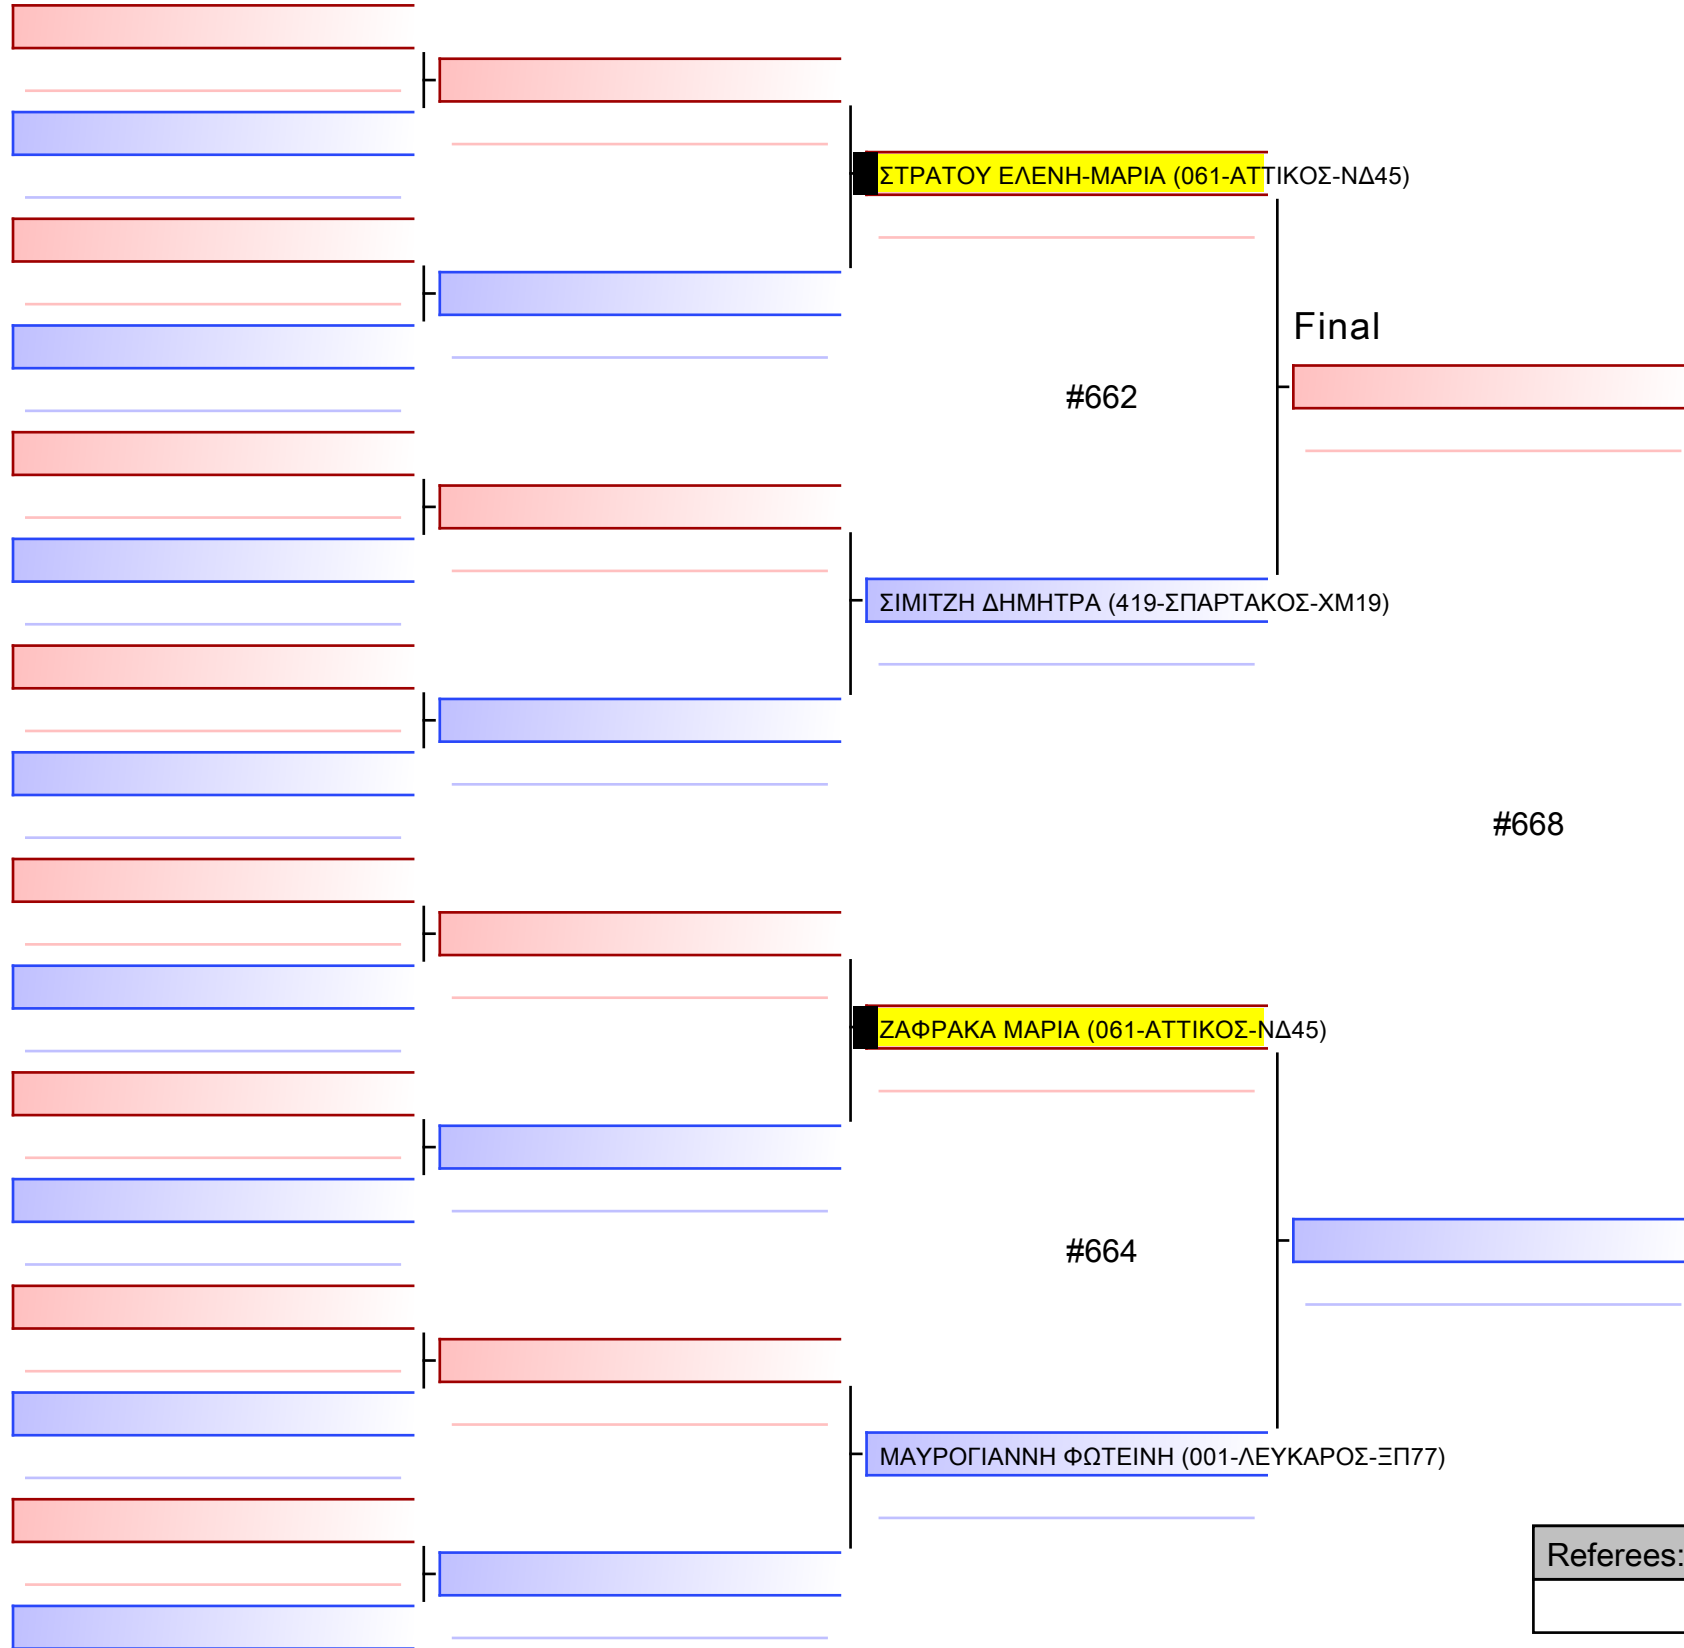 ΣΤΡΑΤΟΥ ΕΛΕΝΗ-ΜΑΡΙΑ (061-ΑΤΤΙΚΟΣ-ΝΔ45)
Final
#662
ΣΙΜΙΤΖΗ ΔΗΜΗΤΡΑ (419-ΣΠΑΡΤΑΚΟΣ-ΧΜ19)
#668
ΖΑΦΡΑΚΑ ΜΑΡΙΑ (061-ΑΤΤΙΚΟΣ-ΝΔ45)
#664
ΜΑΥΡΟΓΙΑΝΝΗ ΦΩΤΕΙΝΗ (001-ΛΕΥΚΑΡΟΣ-ΞΠ77)
Referees: